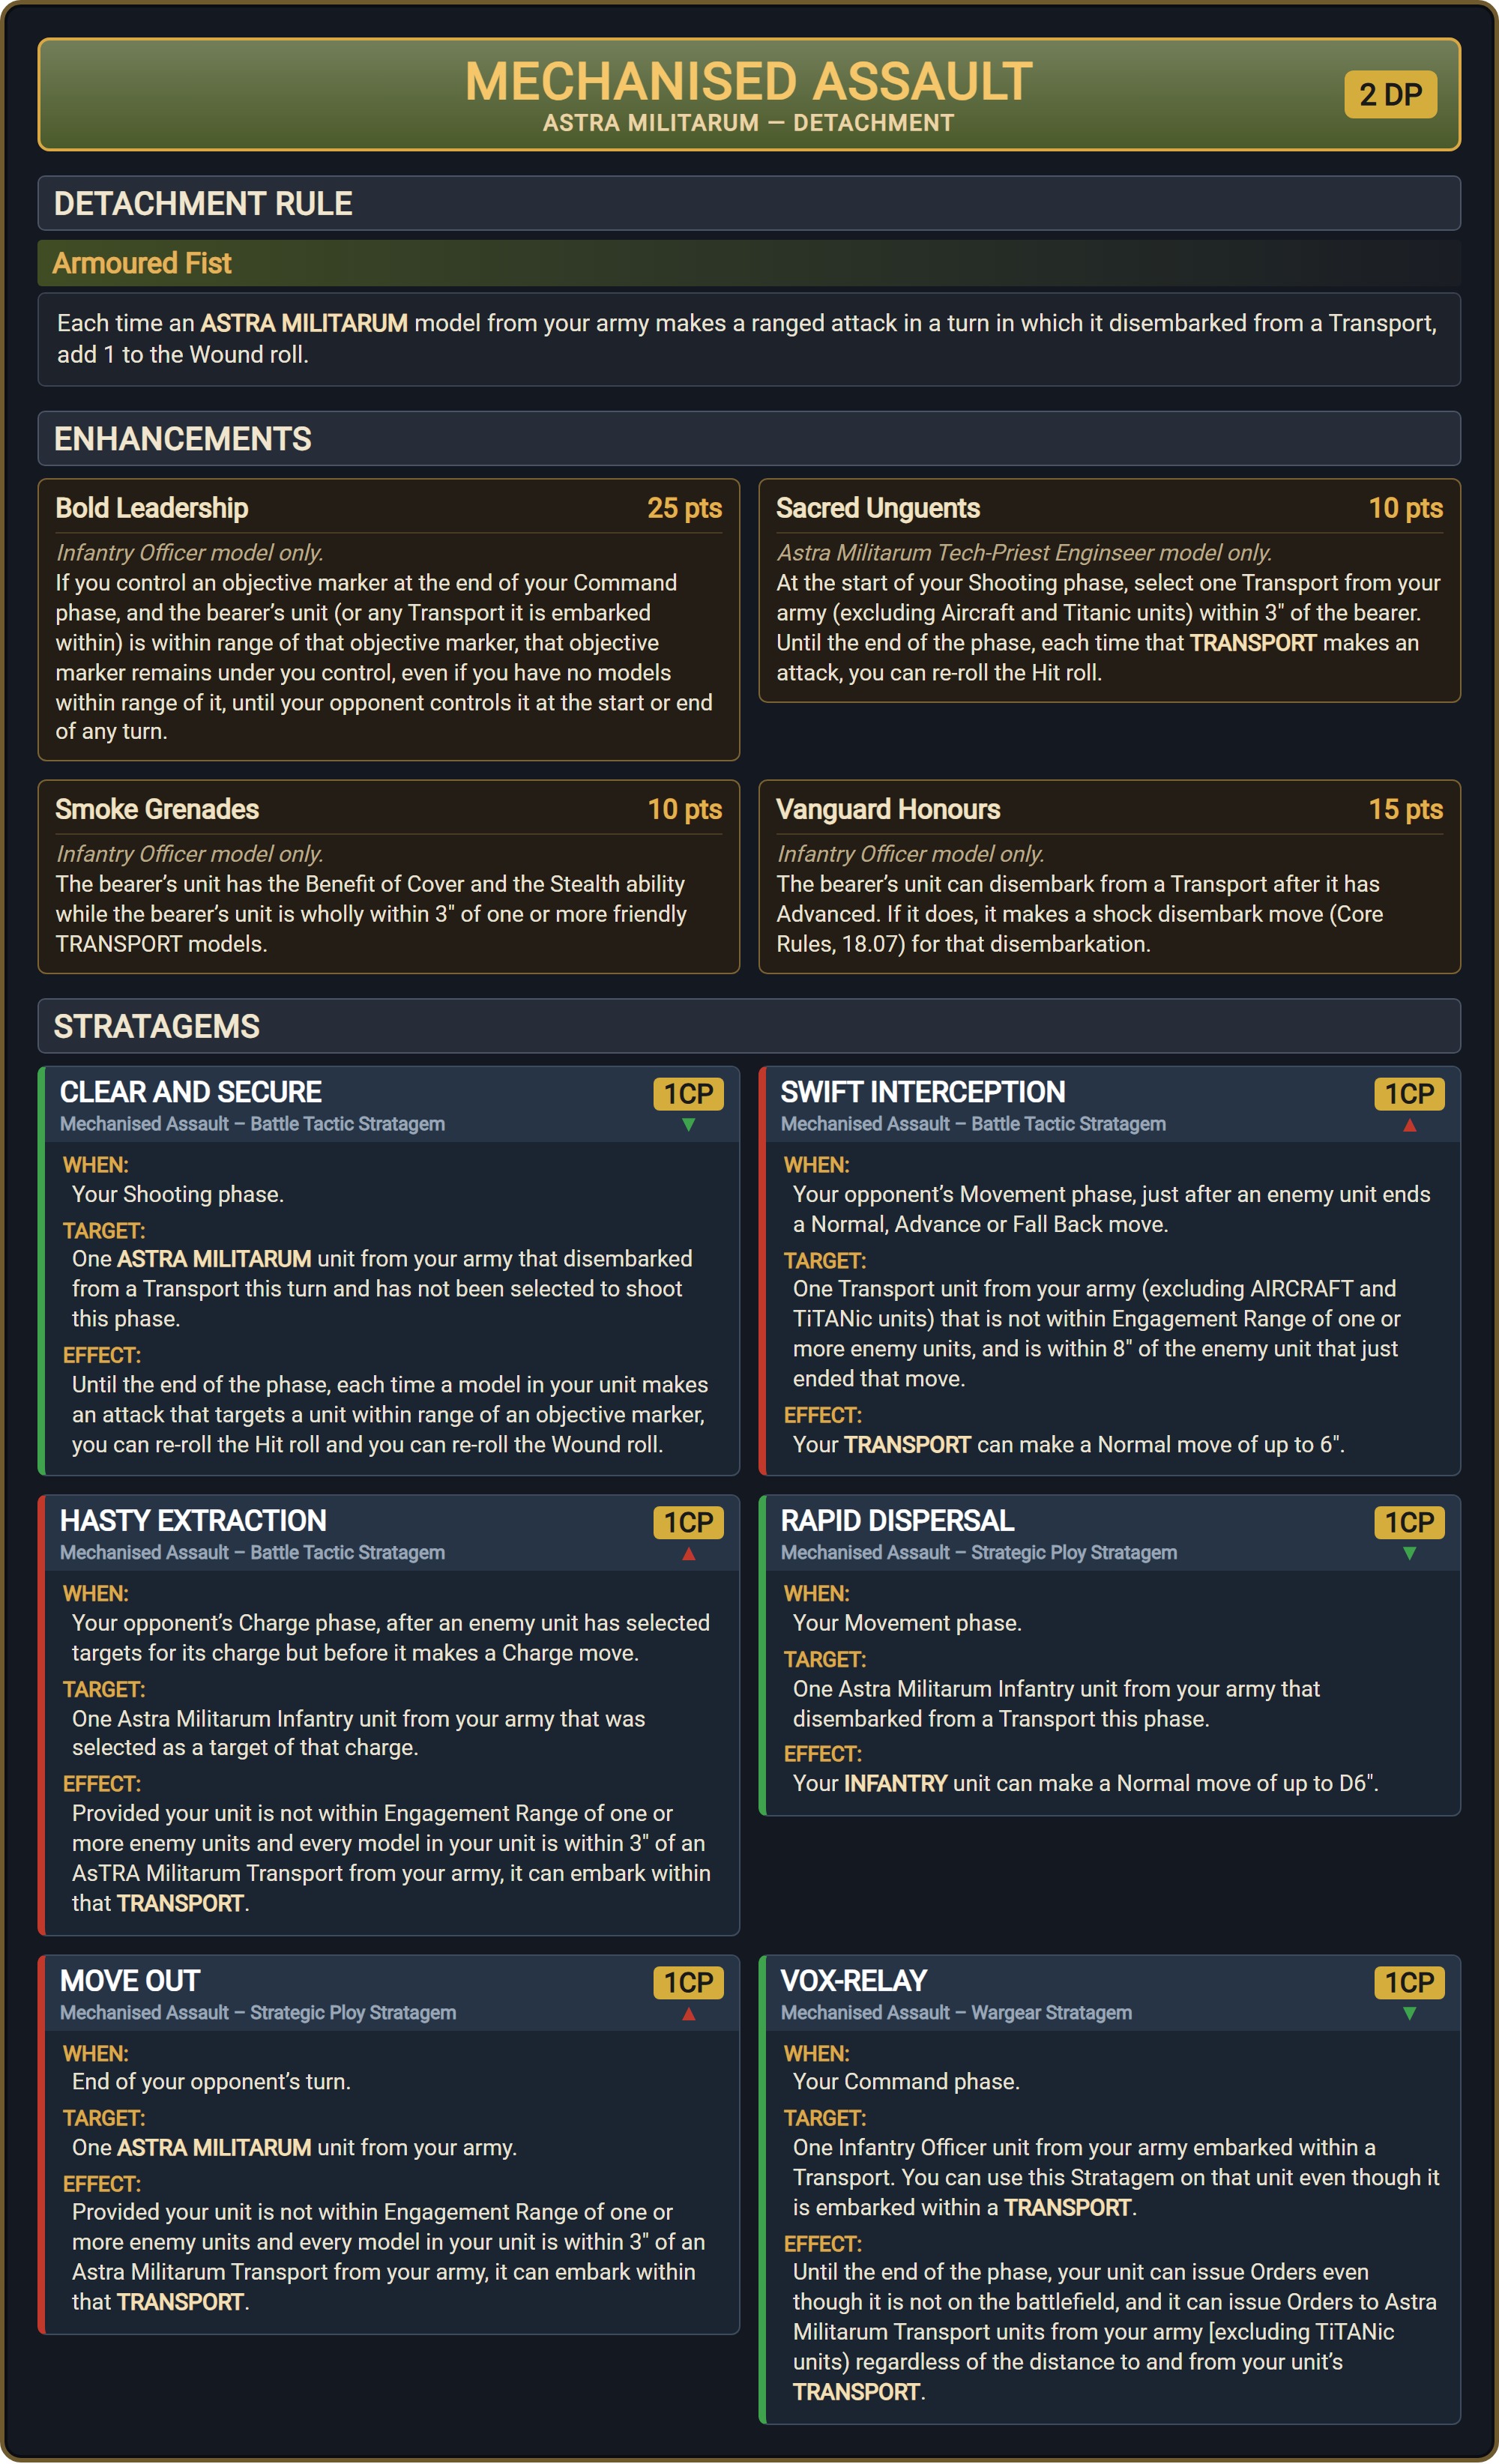 MECHANISED ASSAULT
ASTRA MILITARUM — DETACHMENT
2 DP
DETACHMENT RULE
Armoured Fist
Each time an ASTRA MILITARUM model from your army makes a ranged attack in a turn in which it disembarked from a Transport,
add 1 to the Wound roll.
ENHANCEMENTS
Bold Leadership
25 pts
Infantry Officer model only.
If you control an objective marker at the end of your Command
phase, and the bearer’s unit (or any Transport it is embarked
within) is within range of that objective marker, that objective
marker remains under you control, even if you have no models
within range of it, until your opponent controls it at the start or end
of any turn.
Sacred Unguents
10 pts
Astra Militarum Tech-Priest Enginseer model only.
At the start of your Shooting phase, select one Transport from your
army (excluding Aircraft and Titanic units) within 3" of the bearer.
Until the end of the phase, each time that TRANSPORT makes an
attack, you can re-roll the Hit roll.
Smoke Grenades
10 pts
Infantry Officer model only.
The bearer’s unit has the Benefit of Cover and the Stealth ability
while the bearer’s unit is wholly within 3" of one or more friendly
TRANSPORT models.
Vanguard Honours
15 pts
Infantry Officer model only.
The bearer’s unit can disembark from a Transport after it has
Advanced. If it does, it makes a shock disembark move (Core
Rules, 18.07) for that disembarkation.
STRATAGEMS
CLEAR AND SECURE
1CP
Mechanised Assault – Battle Tactic Stratagem
▼
WHEN:
Your Shooting phase.
TARGET:
One ASTRA MILITARUM unit from your army that disembarked
from a Transport this turn and has not been selected to shoot
this phase.
EFFECT:
Until the end of the phase, each time a model in your unit makes
an attack that targets a unit within range of an objective marker,
you can re-roll the Hit roll and you can re-roll the Wound roll.
SWIFT INTERCEPTION
1CP
Mechanised Assault – Battle Tactic Stratagem
▲
WHEN:
Your opponent’s Movement phase, just after an enemy unit ends
a Normal, Advance or Fall Back move.
TARGET:
One Transport unit from your army (excluding AIRCRAFT and
TiTANic units) that is not within Engagement Range of one or
more enemy units, and is within 8" of the enemy unit that just
ended that move.
EFFECT:
Your TRANSPORT can make a Normal move of up to 6".
HASTY EXTRACTION
1CP
Mechanised Assault – Battle Tactic Stratagem
▲
WHEN:
Your opponent’s Charge phase, after an enemy unit has selected
targets for its charge but before it makes a Charge move.
TARGET:
One Astra Militarum Infantry unit from your army that was
selected as a target of that charge.
EFFECT:
Provided your unit is not within Engagement Range of one or
more enemy units and every model in your unit is within 3" of an
AsTRA Militarum Transport from your army, it can embark within
that TRANSPORT.
RAPID DISPERSAL
1CP
Mechanised Assault – Strategic Ploy Stratagem
▼
WHEN:
Your Movement phase.
TARGET:
One Astra Militarum Infantry unit from your army that
disembarked from a Transport this phase.
EFFECT:
Your INFANTRY unit can make a Normal move of up to D6".
MOVE OUT
1CP
Mechanised Assault – Strategic Ploy Stratagem
▲
WHEN:
End of your opponent’s turn.
TARGET:
One ASTRA MILITARUM unit from your army.
EFFECT:
Provided your unit is not within Engagement Range of one or
more enemy units and every model in your unit is within 3" of an
Astra Militarum Transport from your army, it can embark within
that TRANSPORT.
VOX-RELAY
1CP
Mechanised Assault – Wargear Stratagem
▼
WHEN:
Your Command phase.
TARGET:
One Infantry Officer unit from your army embarked within a
Transport. You can use this Stratagem on that unit even though it
is embarked within a TRANSPORT.
EFFECT:
Until the end of the phase, your unit can issue Orders even
though it is not on the battlefield, and it can issue Orders to Astra
Militarum Transport units from your army [excluding TiTANic
units) regardless of the distance to and from your unit’s
TRANSPORT.